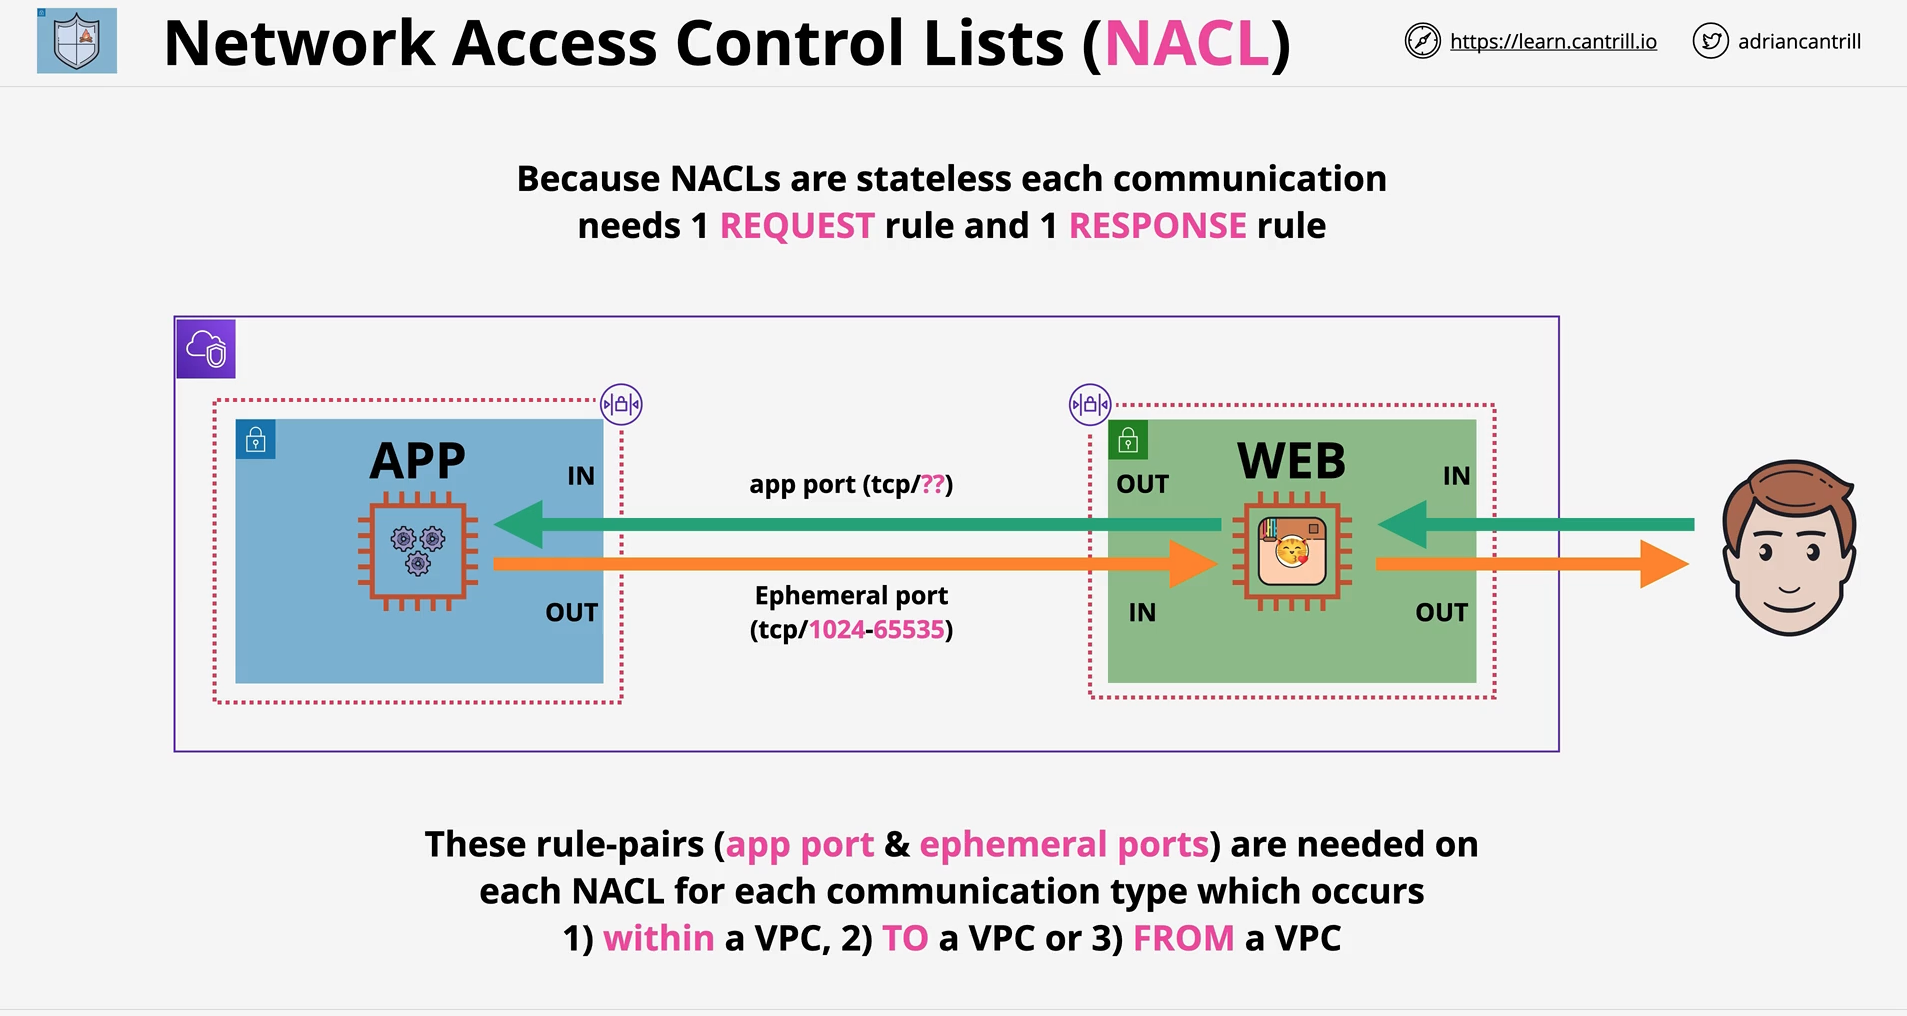 Network Access Control Lists (NACL)
https://learn.cantrill.io
adriancantrill
Because NACLs are stateless each communication
needs 1 REQUEST rule and 1 RESPONSE rule
APP
IN
OUT
app port (tcp/??)
Ephemeral port
(tcp/1024-65535)
WEB
OUT
IN
IN
OUT
These rule-pairs (app port & ephemeral ports) are needed on
each NACL for each communication type which occurs
1) within a VPC, 2) TO a VPC or 3) FROM a VPC